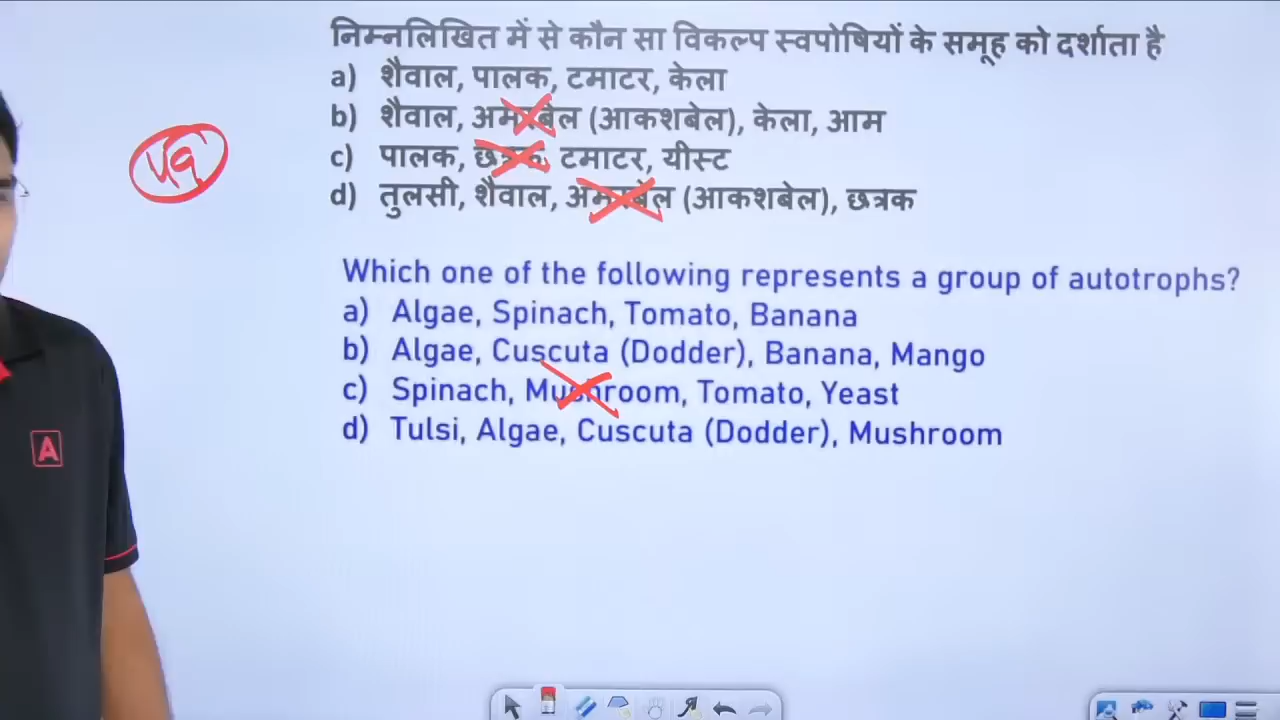 निम्नलिखित में से कौन सा विकल्प स्वपोषियों के समूह को दर्शाता है
a) शैवाल, पालक, टमाटर, केला
b) शैवाल, अमरबेल (आकशबेल), केला, आम
c) पालक, छत्रक, टमाटर, यीस्ट
d) तुलसी, शैवाल, अमरबेल (आकशबेल), छत्रक
Which one of the following represents a group of autotrophs?
a) Algae, Spinach, Tomato, Banana
b) Algae, Cuscuta (Dodder), Banana, Mango
c) Spinach, Mushroom, Tomato, Yeast
d) Tulsi, Algae, Cuscuta (Dodder), Mushroom
A